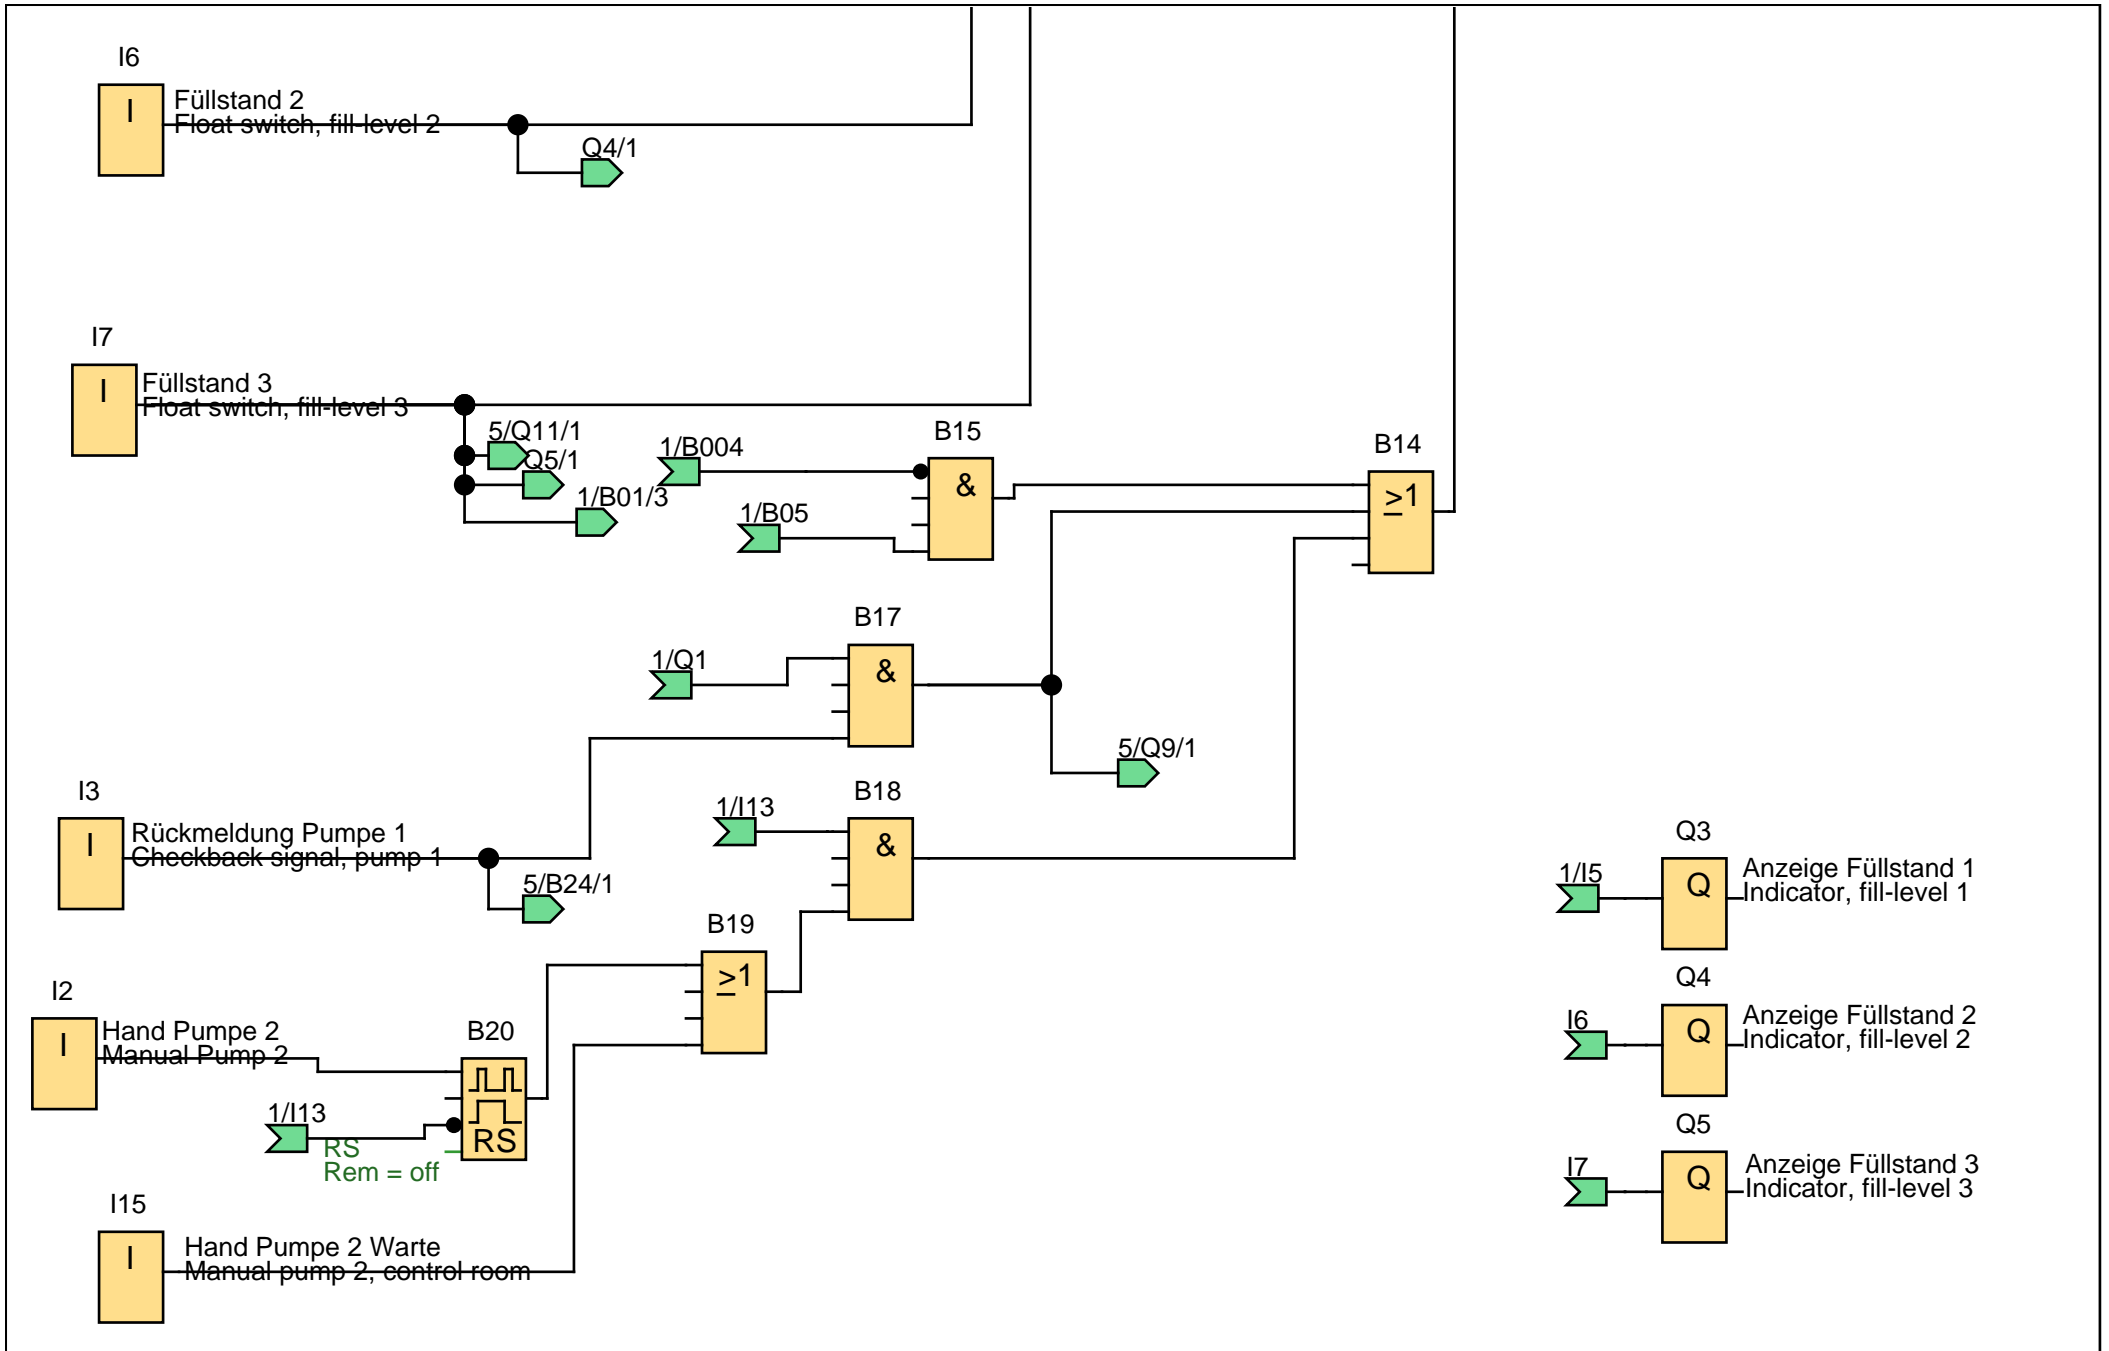 I6
I
Füllstand 2
Float switch, fill-level 2
Q4/1
I7
I
Füllstand 3
Float switch, fill-level 3
5/Q11/1
Q5/1
1/B01/3
1/B004
1/B05
B15
&
B14
≥1
B17
&
1/Q1
5/Q9/1
I3
I
Rückmeldung Pumpe 1
Checkback signal, pump 1
5/B24/1
1/I13
B18
&
B19
≥1
I2
I
Hand Pumpe 2
Manual Pump 2
B20
RS
1/I13
RS
Rem = off
I15
I
Hand Pumpe 2 Warte
Manual pump 2, control room
Q3
1/I5
Q
Anzeige Füllstand 1
Indicator, fill-level 1
Q4
I6
Q
Anzeige Füllstand 2
Indicator, fill-level 2
Q5
I7
Q
Anzeige Füllstand 3
Indicator, fill-level 3